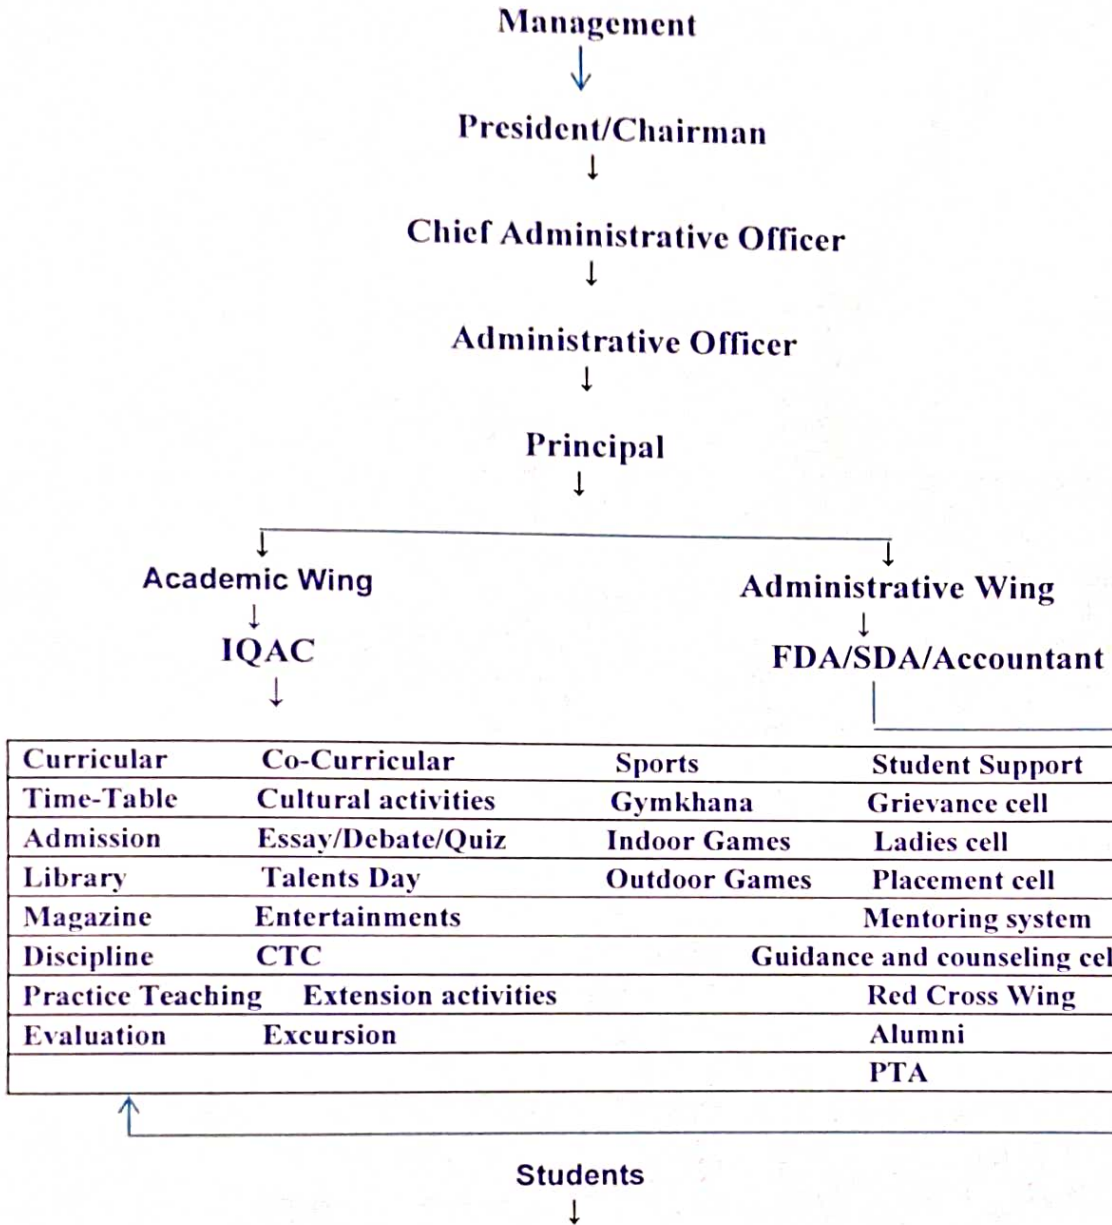 Management
President/Chairman
Chief Administrative Officer
Administrative Officer
Principal
Academic Wing Administrative Wing
IQAC FDA/SDA/Accountant
Curricular Co-Curricular Sports Student Support
Time-Table Cultural activities Gymkhana Grievance cell
Admission Essay/Debate/Quiz Indoor Games Ladies cell
Library Talents Day Outdoor Games Placement cell
Magazine Entertainments Mentoring system
Discipline CTC Guidance and counseling cel
Practice Teaching Extension activities Red Cross Wing
Evaluation Excursion Alumni
PTA
Students